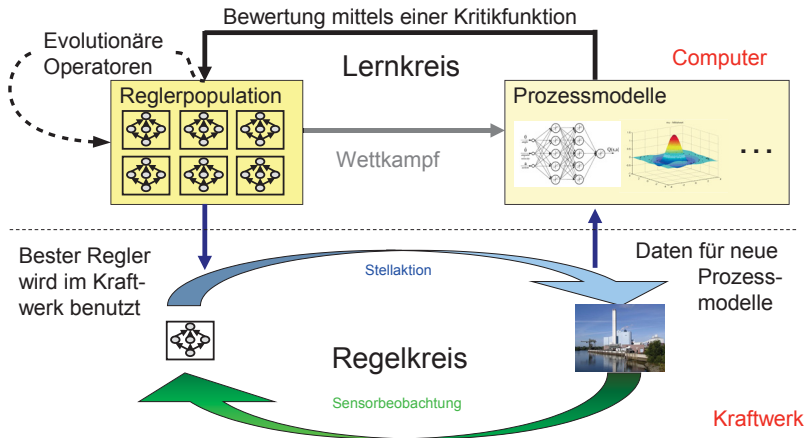 Bewertung mittels einer Kritikfunktion
Evolutionäre
Operatoren
Lernkreis
Computer
Reglerpopulation
Prozessmodelle
Wettkampf
...
Bester Regler
wird im Kraft-
werk benutzt
Stellaktion
Daten für neue
Prozess-
modelle
Regelkreis
Sensorbeobachtung
Kraftwerk